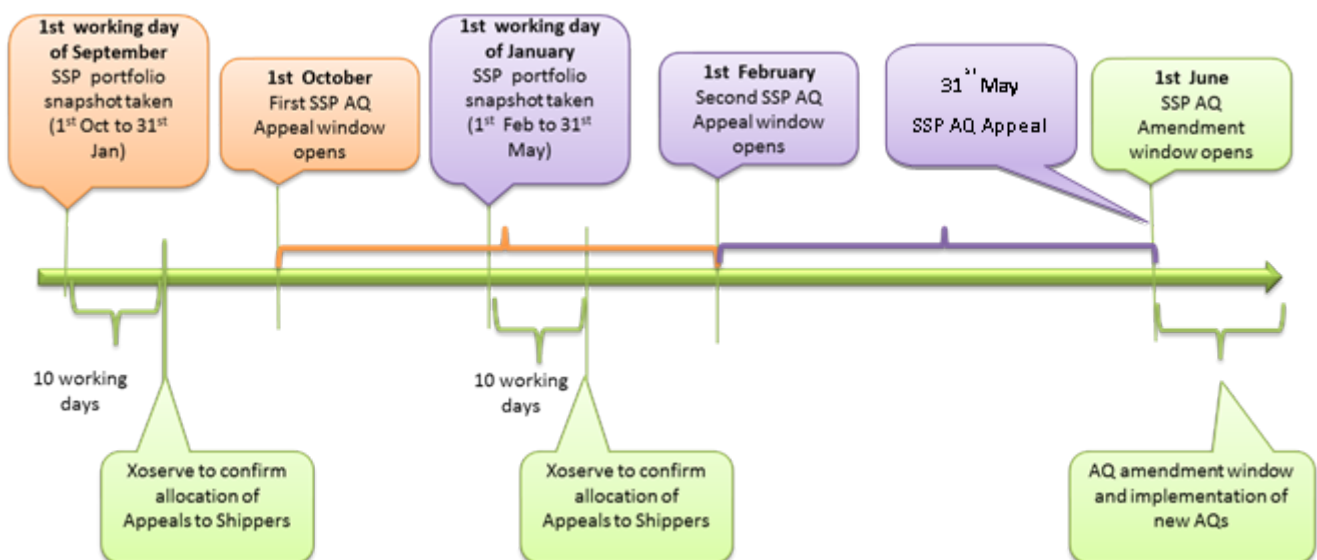 1st working day
of September
SSP portfolio
snapshot taken
(1st Oct to 31st
Jan)
1st October
First SSP AQ
Appeal window
opens
1st working day
of January
SSP portfolio
snapshot taken
(1st Feb to 31st
May)
1st February
Second SSP AQ
Appeal window
opens
31st May
SSP AQ Appeal
1st June
SSP AQ
Amendment
window opens
10 working
days
10 working
days
Xoserve to confirm
allocation of
Appeals to Shippers
Xoserve to confirm
allocation of
Appeals to Shippers
AQ amendment window
and implementation of
new AQs